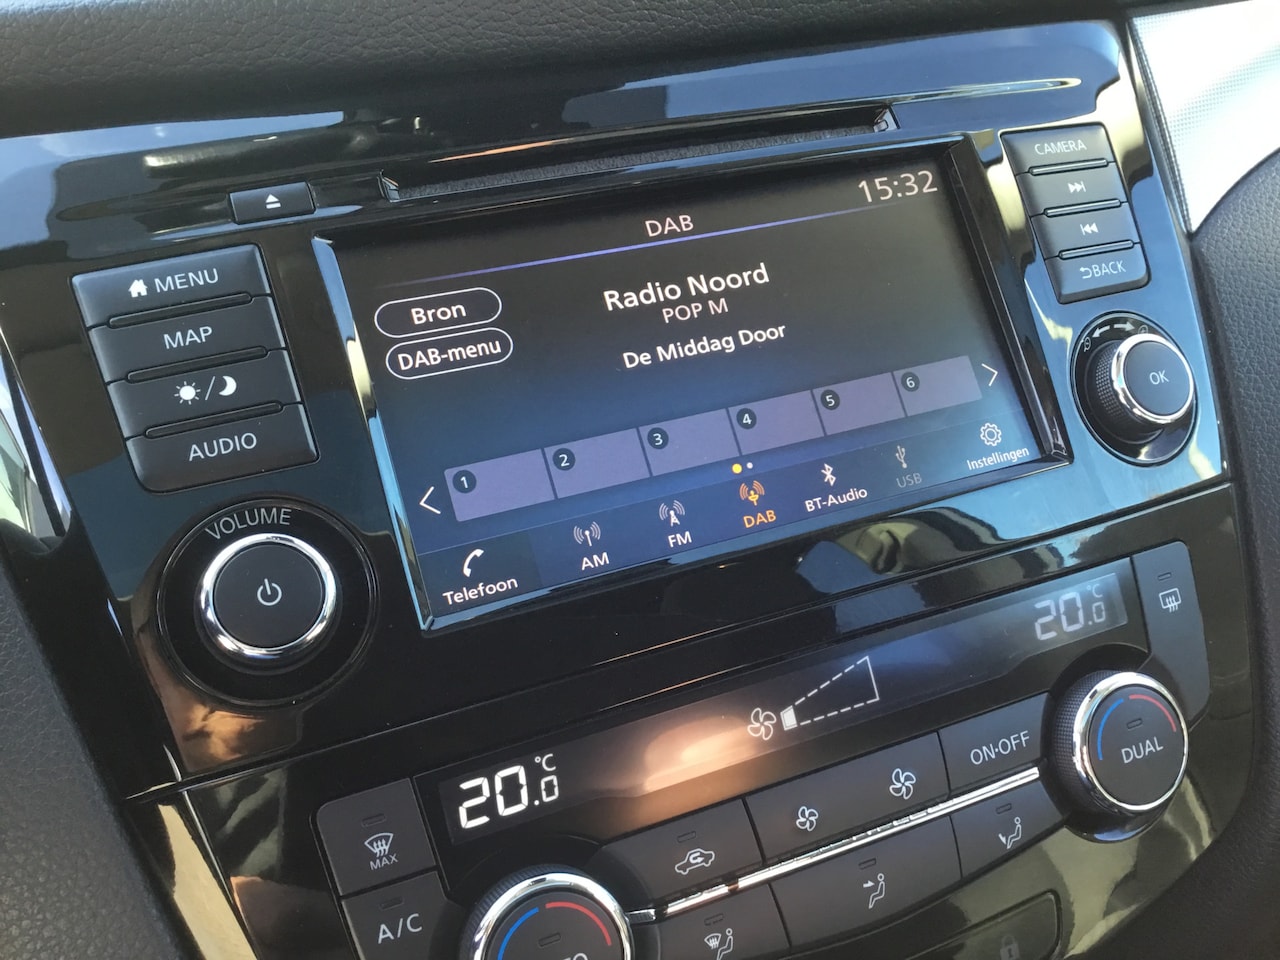 CAMERA
15:32
DAB
MENU
Radio Noord
Bron
POP M
BACK
MAP
DAB-menu
De Middag Door
OK
AUDIO
1 2 3 4 5 6
Instellingen
USB
BT-Audio
DAB
FM
AM
Telefoon
VOLUME
20.0 °C
ON·OFF
DUAL
20.0 °C
MAX
A/C